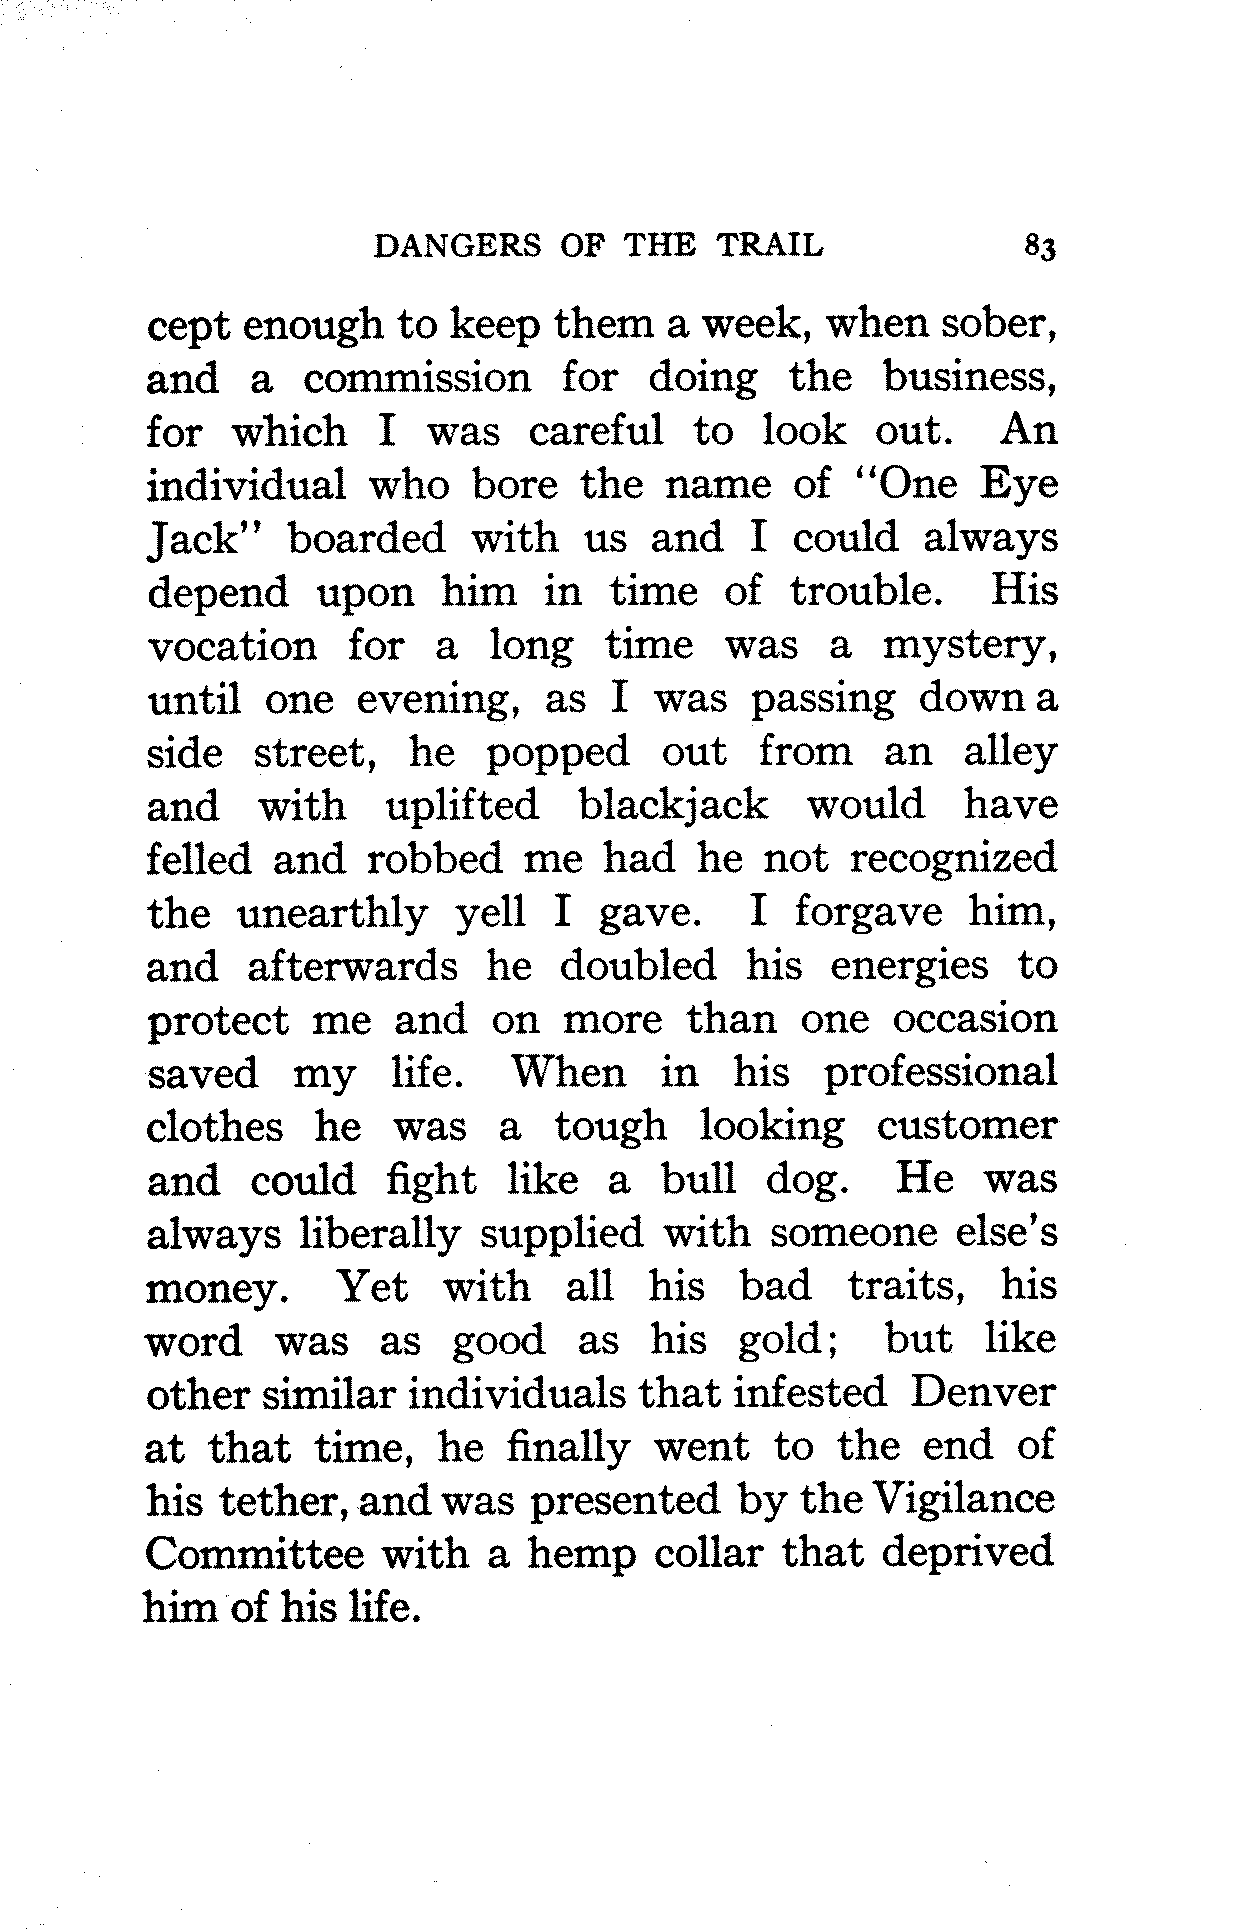 DANGERS OF THE TRAIL 83
cept enough to keep them a week, when sober,
and a commission for doing the business,
for which I was careful to look out. An
individual who bore the name of "One Eye
Jack" boarded with us and I could always
depend upon him in time of trouble. His
vocation for a long time was a mystery,
until one evening, as I was passing down a
side street, he popped out from an alley
and with uplifted blackjack would have
felled and robbed me had he not recognized
the unearthly yell I gave. I forgave him,
and afterwards he doubled his energies to
protect me and on more than one occasion
saved my life. When in his professional
clothes he was a tough looking customer
and could fight like a bull dog. He was
always liberally supplied with someone else's
money. Yet with all his bad traits, his
word was as good as his gold; but like
other similar individuals that infested Denver
at that time, he finally went to the end of
his tether, and was presented by the Vigilance
Committee with a hemp collar that deprived
him of his life.